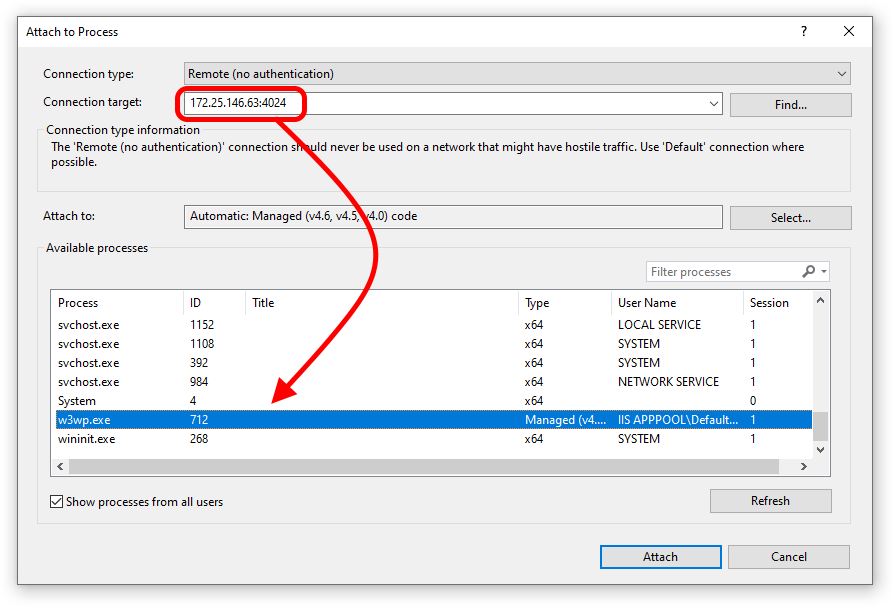 Attach to Process ?
Connection type: Remote (no authentication)
Connection target: 172.25.146.63:4024 Find...
Connection type information
The 'Remote (no authentication)' connection should never be used on a network that might have hostile traffic. Use 'Default' connection where
possible.
Attach to: Automatic: Managed (v4.6, v4.5, v4.0) code Select...
Available processes
Filter processes
Process ID Title Type User Name Session
svchost.exe 1152 x64 LOCAL SERVICE 1
svchost.exe 1108 x64 SYSTEM 1
svchost.exe 392 x64 SYSTEM 1
svchost.exe 984 x64 NETWORK SERVICE 1
System 4 x64 0
w3wp.exe 712 Managed (v4.... IIS APPPOOL\Default... 1
wininit.exe 268 x64 SYSTEM 1
Show processes from all users Refresh
Attach Cancel